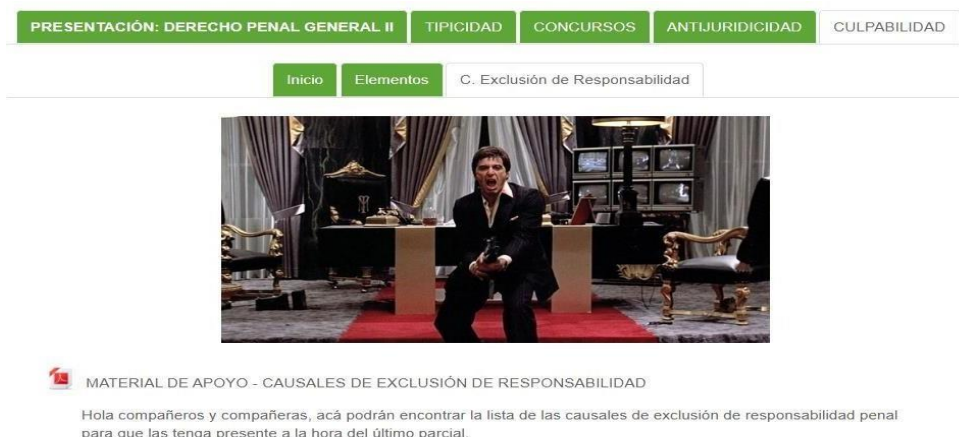 PRESENTACIÓN: DERECHO PENAL GENERAL II
TIPICIDAD
CONCURSOS
ANTIJURIDICIDAD
CULPABILIDAD
Inicio
Elementos
C. Exclusión de Responsabilidad
MATERIAL DE APOYO - CAUSALES DE EXCLUSIÓN DE RESPONSABILIDAD
Hola compañeros y compañeras, acá podrán encontrar la lista de las causales de exclusión de responsabilidad penal
para que las tenga presente a la hora del último parcial.